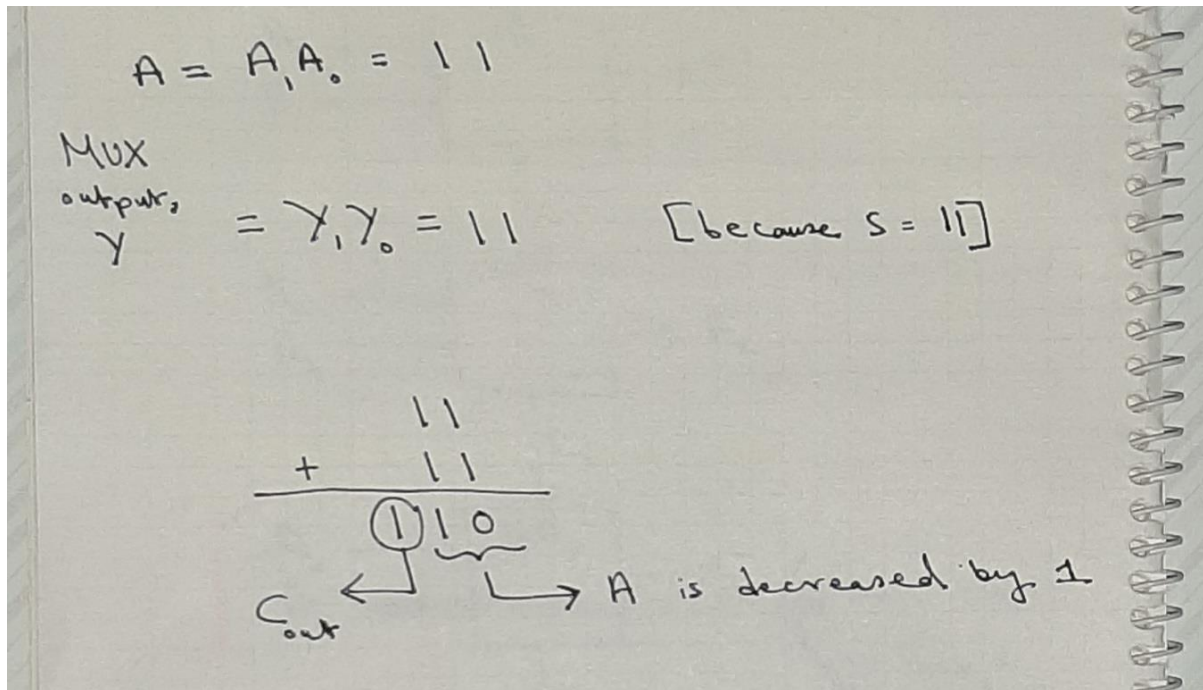 A = A₁A₀ = 11
MUX
output,
Y = Y₁Y₀ = 11 [because S = 11]
11
+ 11
110
Cout
A is decreased by 1